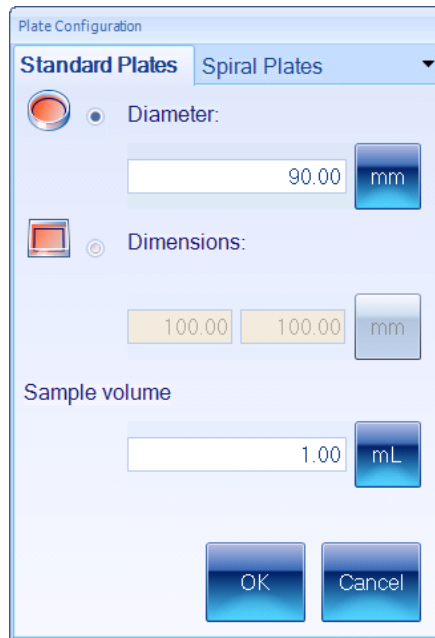 Plate Configuration
Standard Plates Spiral Plates
Diameter:
90.00 mm
Dimensions:
100.00 100.00 mm
Sample volume
1.00 mL
OK Cancel